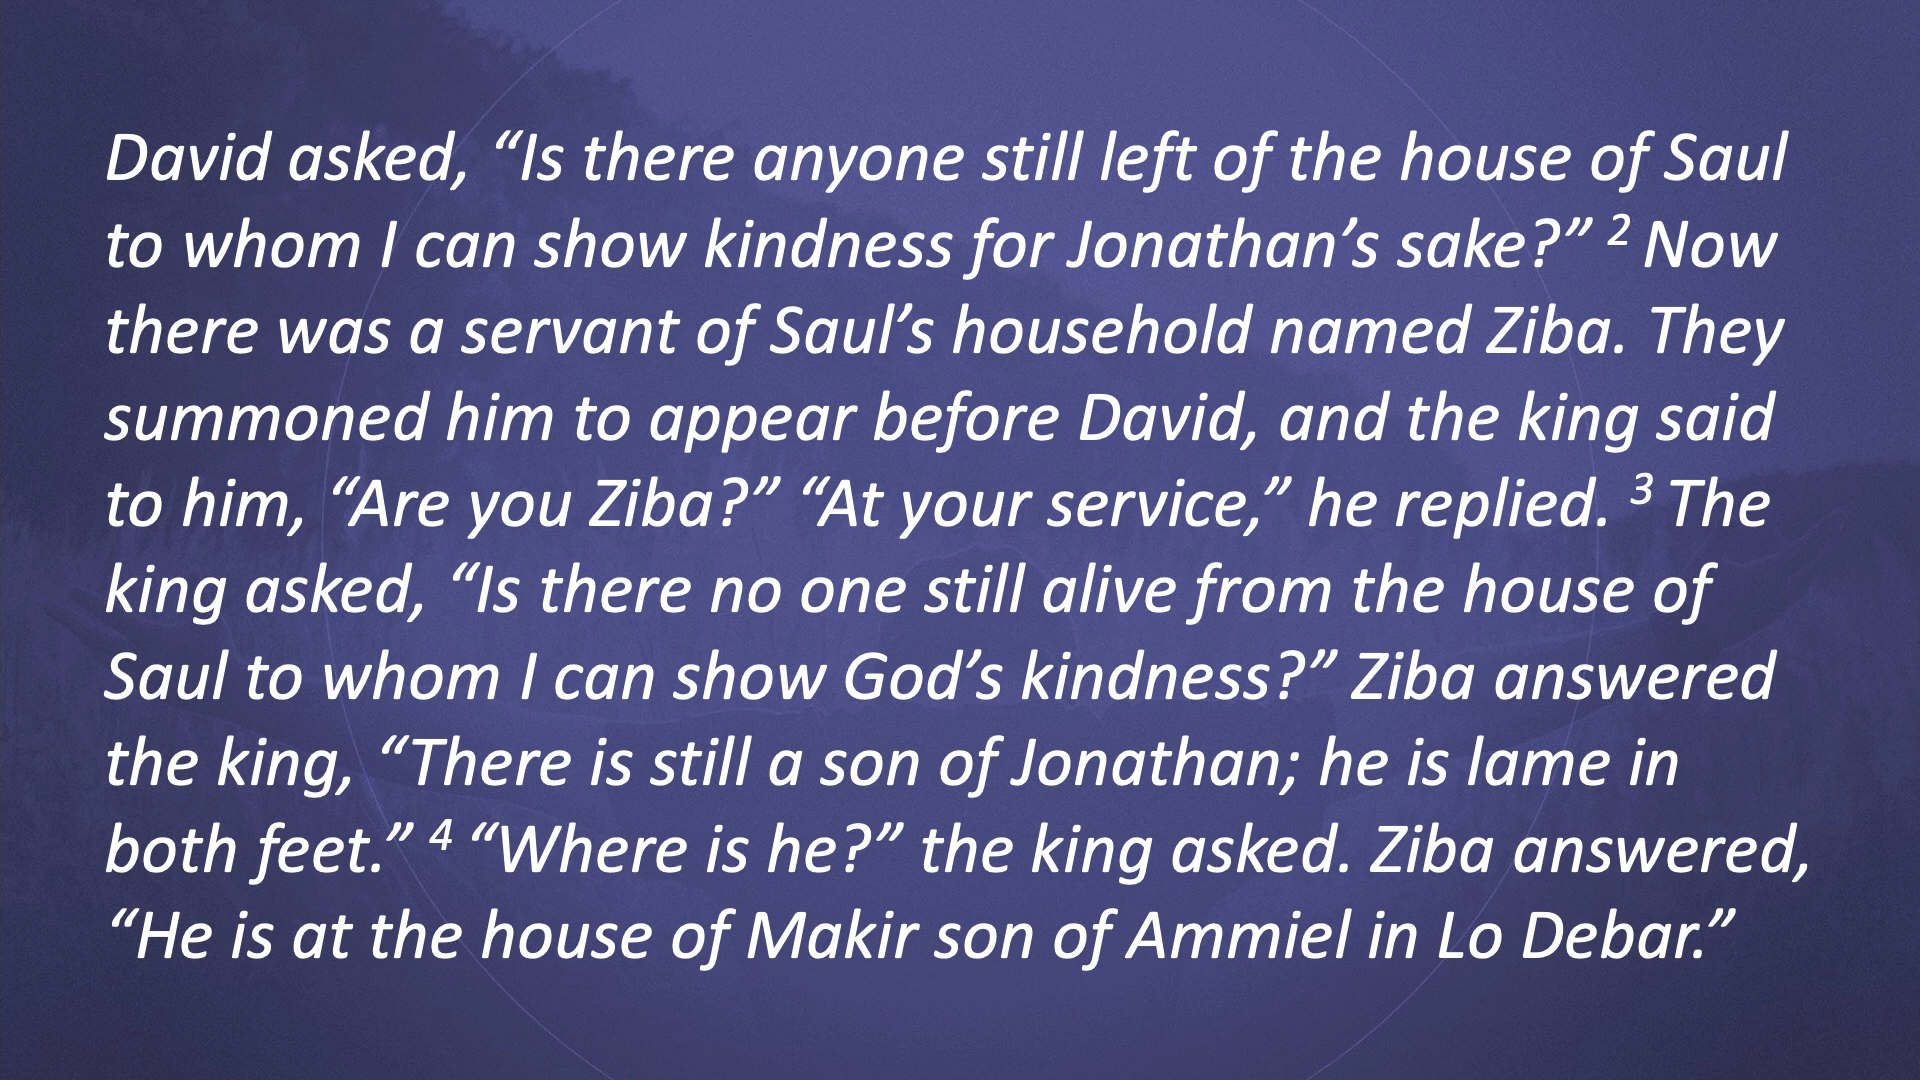 David asked, “Is there anyone still left of the house of Saul
to whom I can show kindness for Jonathan’s sake?” ² Now
there was a servant of Saul’s household named Ziba. They
summoned him to appear before David, and the king said
to him, “Are you Ziba?” “At your service,” he replied. ³ The
king asked, “Is there no one still alive from the house of
Saul to whom I can show God’s kindness?” Ziba answered
the king, “There is still a son of Jonathan; he is lame in
both feet.” ⁴ “Where is he?” the king asked. Ziba answered,
“He is at the house of Makir son of Ammiel in Lo Debar.”